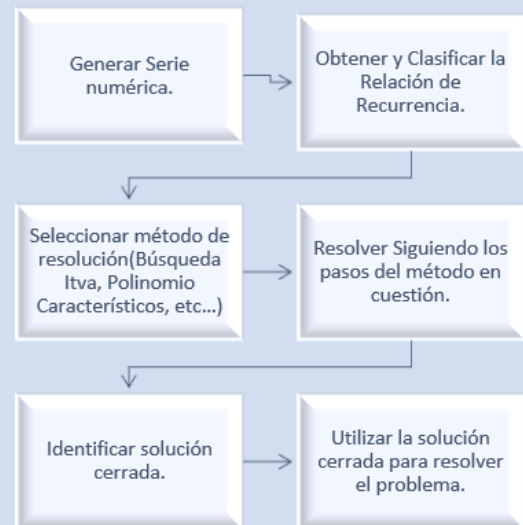 Generar Serie
numérica.
Obtener y Clasificar la
Relación de
Recurrencia.
Seleccionar método de
resolución(Búsqueda
Itva, Polinomio
Característicos, etc...)
Resolver Siguiendo los
pasos del método en
cuestión.
Identificar solución
cerrada.
Utilizar la solución
cerrada para resolver
el problema.